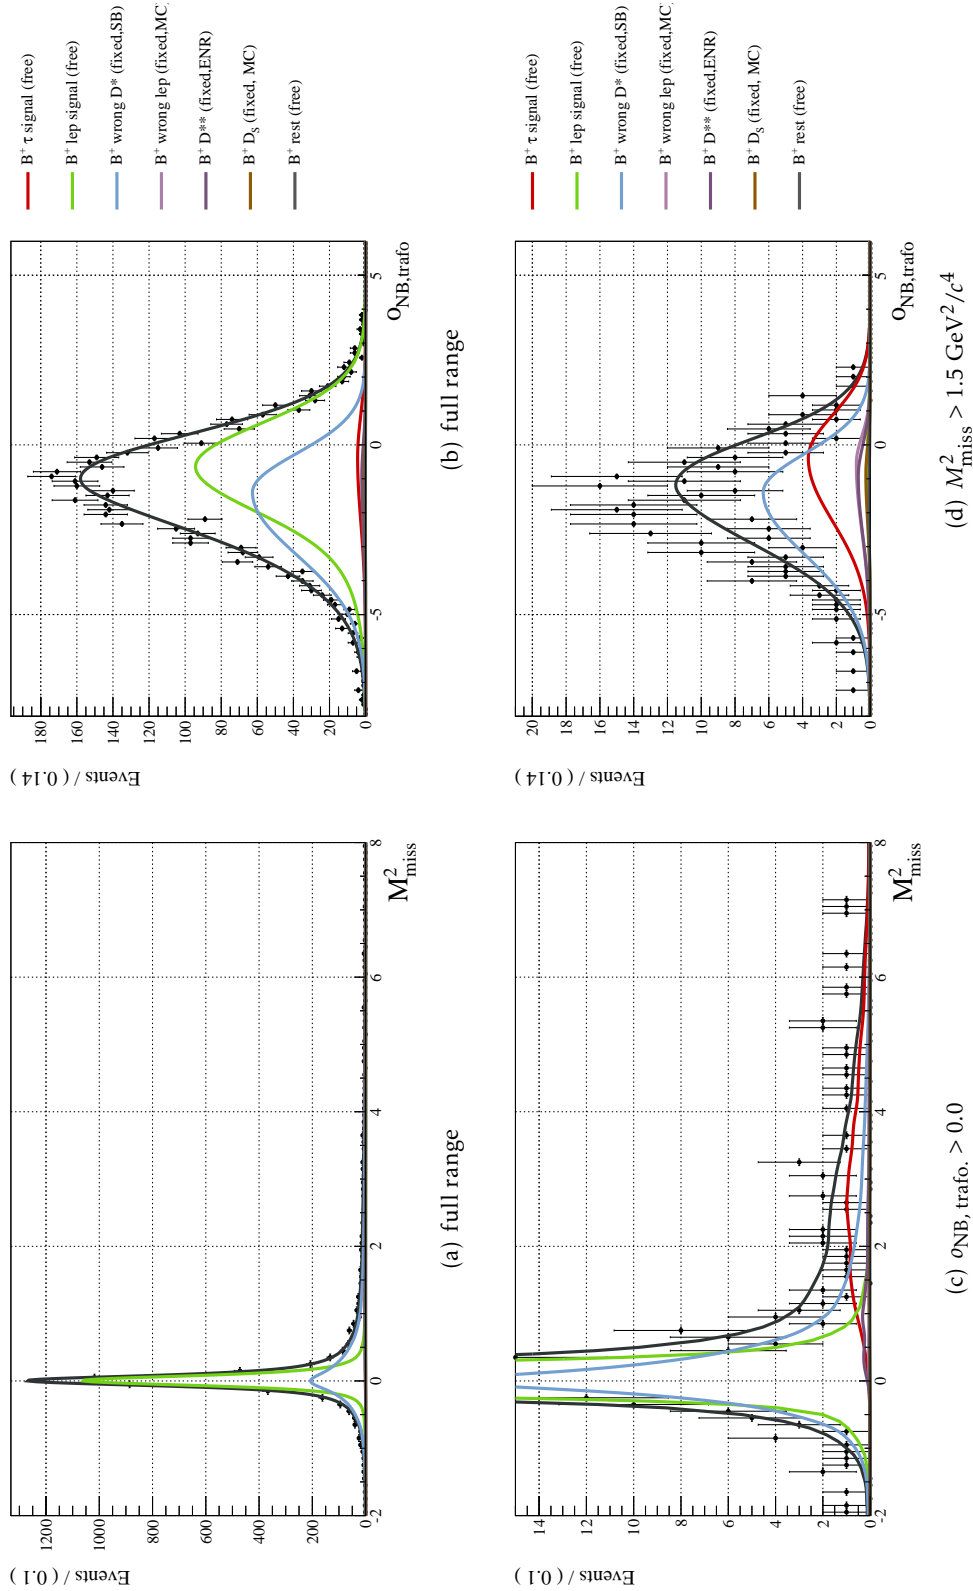 Events / ( 0.1 )
1200
1000
800
600
400
200
0
-2
0
2
4
6
8
M²miss
(a) full range
Events / ( 0.14 )
180
160
140
120
100
80
60
40
20
0
-5
0
5
oNB,trafo
(b) full range
B⁺ τ signal (free)
B⁺ lep signal (free)
B⁺ wrong D* (fixed,SB)
B⁺ wrong lep (fixed,MC)
B⁺ D** (fixed,ENR)
B⁺ Ds (fixed, MC)
B⁺ rest (free)
Events / ( 0.1 )
14
12
10
8
6
4
2
0
-2
0
2
4
6
8
M²miss
(c) oNB, trafo. > 0.0
Events / ( 0.14 )
20
18
16
14
12
10
8
6
4
2
0
-5
0
5
oNB,trafo
(d) M²miss > 1.5 GeV²/c⁴
B⁺ τ signal (free)
B⁺ lep signal (free)
B⁺ wrong D* (fixed,SB)
B⁺ wrong lep (fixed,MC)
B⁺ D** (fixed,ENR)
B⁺ Ds (fixed, MC)
B⁺ rest (free)